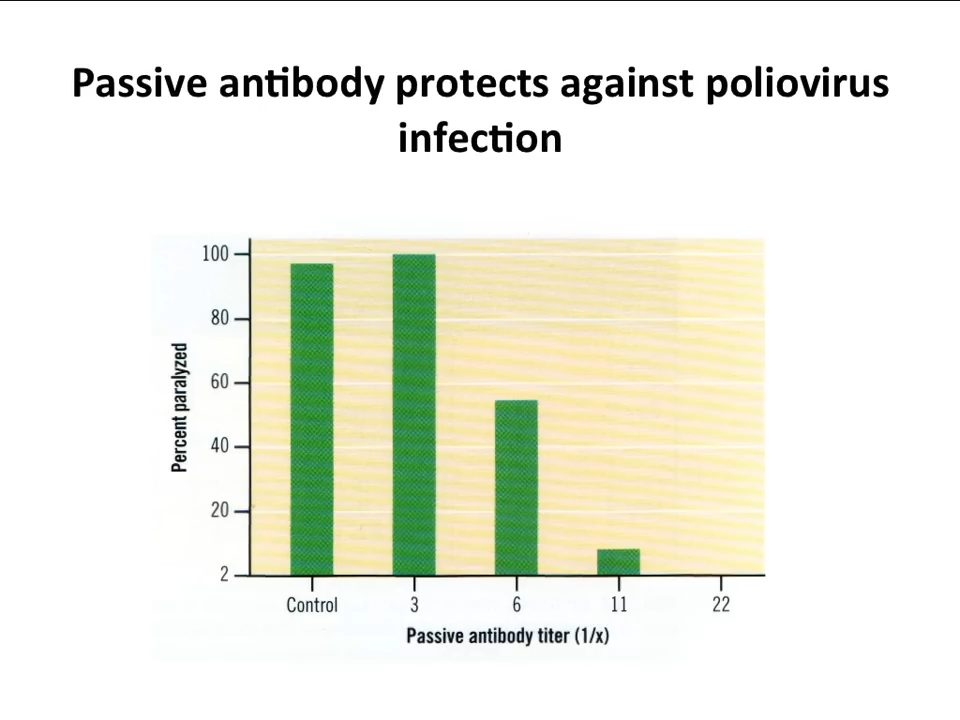 Passive antibody protects against poliovirus
infection
100
80
60
40
20
2
Percent paralyzed
Control
3
6
11
22
Passive antibody titer (1/x)